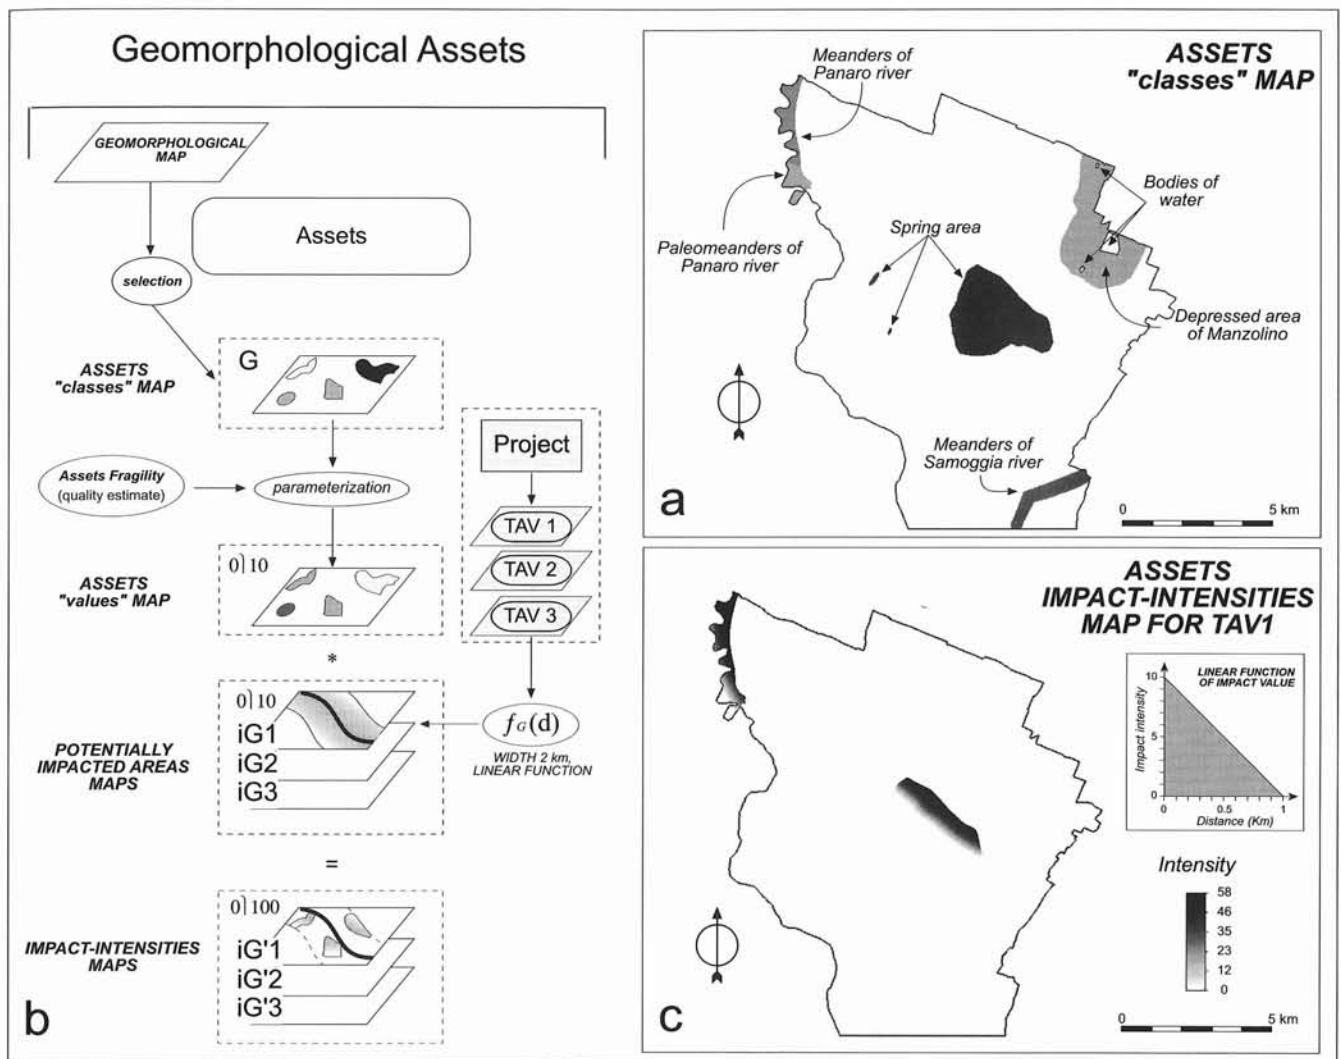 Geomorphological Assets
GEOMORPHOLOGICAL
MAP
Assets
selection
ASSETS
"classes" MAP
G
Project
Assets Fragility
(quality estimate)
parameterization
TAV 1
TAV 2
TAV 3
ASSETS
"values" MAP
0⌉10
*
0⌉10
iG1
iG2
iG3
POTENTIALLY
IMPACTED AREAS
MAPS
fG(d)
WIDTH 2 km,
LINEAR FUNCTION
=
0⌉100
iG'1
iG'2
iG'3
IMPACT-INTENSITIES
MAPS
b
ASSETS
"classes" MAP
Meanders of
Panaro river
Bodies of
water
Spring area
Paleomeanders of
Panaro river
Depressed area
of Manzolino
Meanders of
Samoggia river
a
0 5 km
ASSETS
IMPACT-INTENSITIES
MAP FOR TAV1
LINEAR FUNCTION
OF IMPACT VALUE
10
5
0
Impact intensity
0 0.5 1
Distance (Km)
Intensity
58
46
35
23
12
0
c
0 5 km